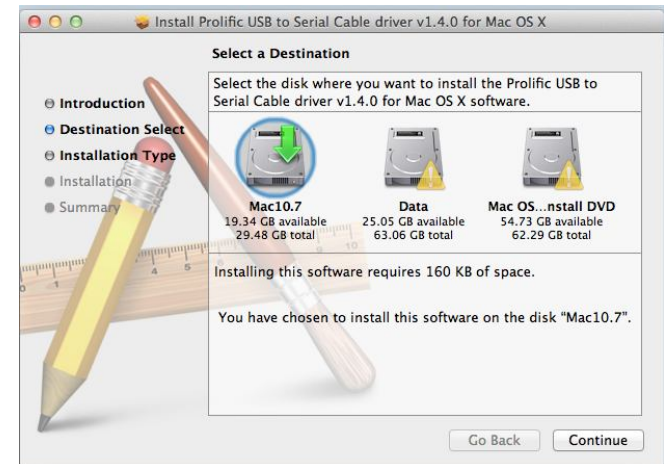 Install Prolific USB to Serial Cable driver v1.4.0 for Mac OS X
Select a Destination
Introduction
Destination Select
Installation Type
Installation
Summary
Select the disk where you want to install the Prolific USB to
Serial Cable driver v1.4.0 for Mac OS X software.
Mac10.7
19.34 GB available
29.48 GB total
Data
25.05 GB available
63.06 GB total
Mac OS...nstall DVD
54.73 GB available
62.29 GB total
Installing this software requires 160 KB of space.
You have chosen to install this software on the disk “Mac10.7”.
Go Back
Continue